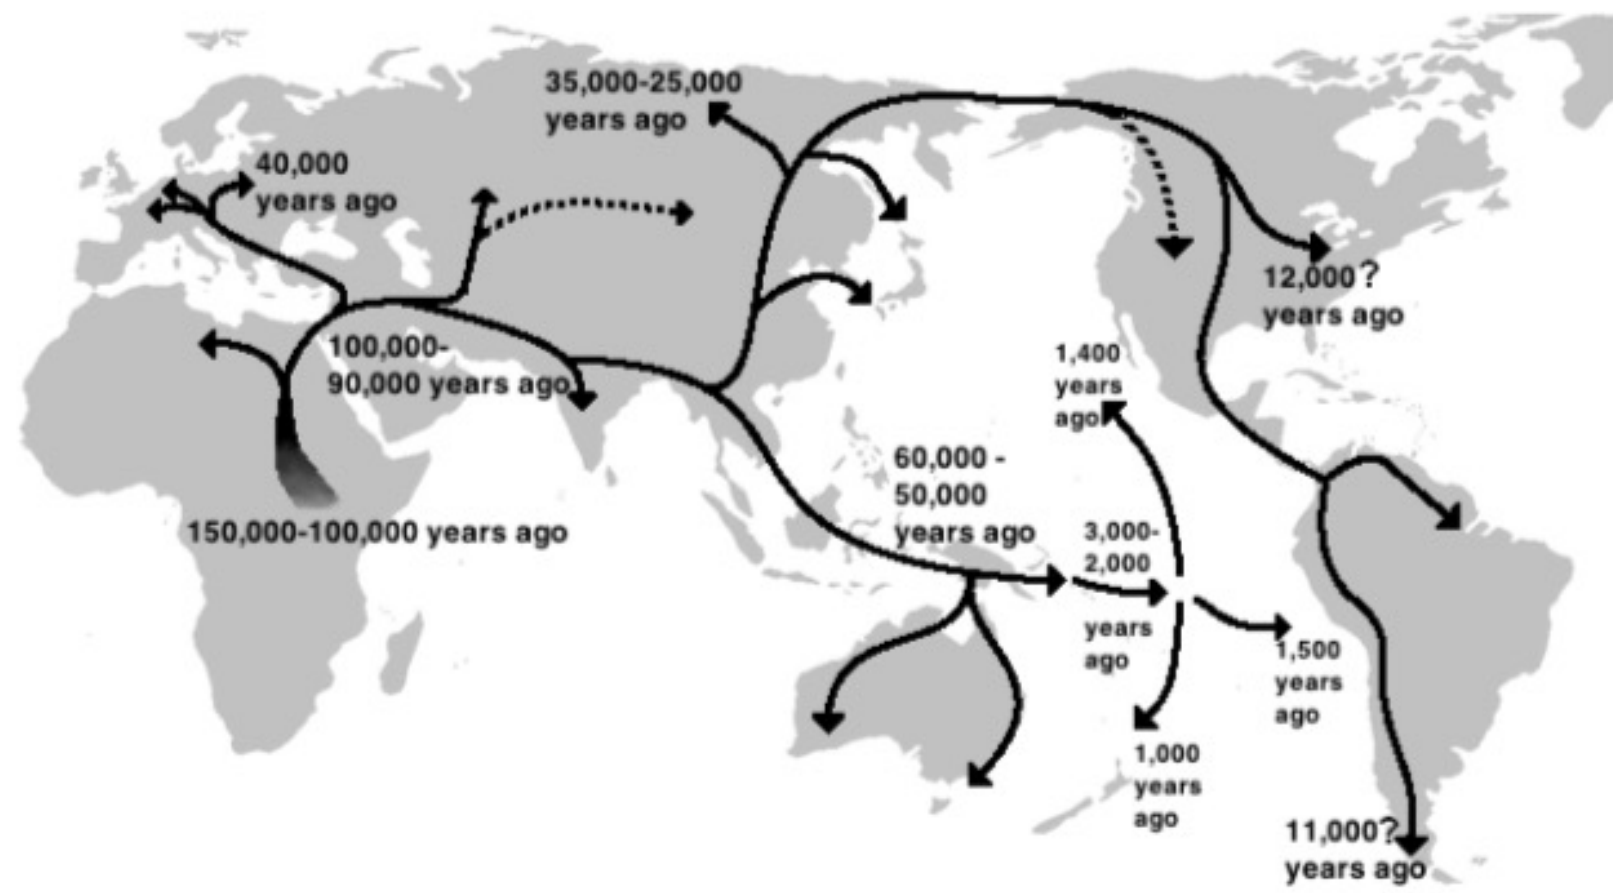 35,000-25,000
years ago
40,000
years ago
100,000-
90,000 years ago
150,000-100,000 years ago
60,000 -
50,000
years ago
3,000-
2,000
years
ago
1,400
years
ago
12,000?
years ago
1,500
years
ago
1,000
years
ago
11,000?
years ago